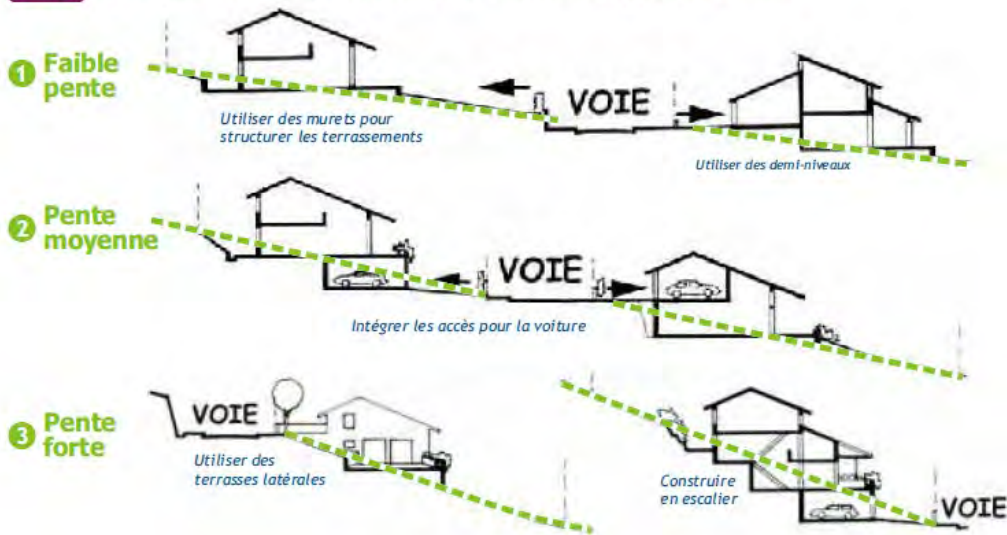 1 Faible
pente
VOIE
Utiliser des murets pour
structurer les terrassements
Utiliser des demi-niveaux
2 Pente
moyenne
VOIE
Intégrer les accès pour la voiture
3 Pente
forte
VOIE
Utiliser des
terrasses latérales
Construire
en escalier
VOIE